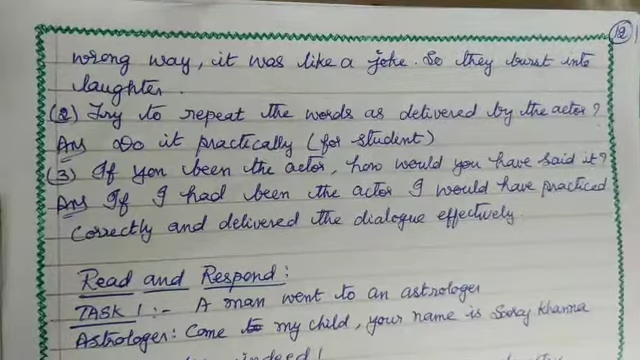 12
wrong way, it was like a joke. So they burst into
laughter.
(2) Try to repeat the words as delivered by the actor?
Ans Do it practically (for student)
(3) If you been the actor, how would you have said it?
Ans If I had been the actor I would have practiced
correctly and delivered the dialogue effectively.
Read and Respond:
TASK 1:- A man went to an astrologer
Astrologer: Come to my child, your name is Suraj Khanna
indeed!